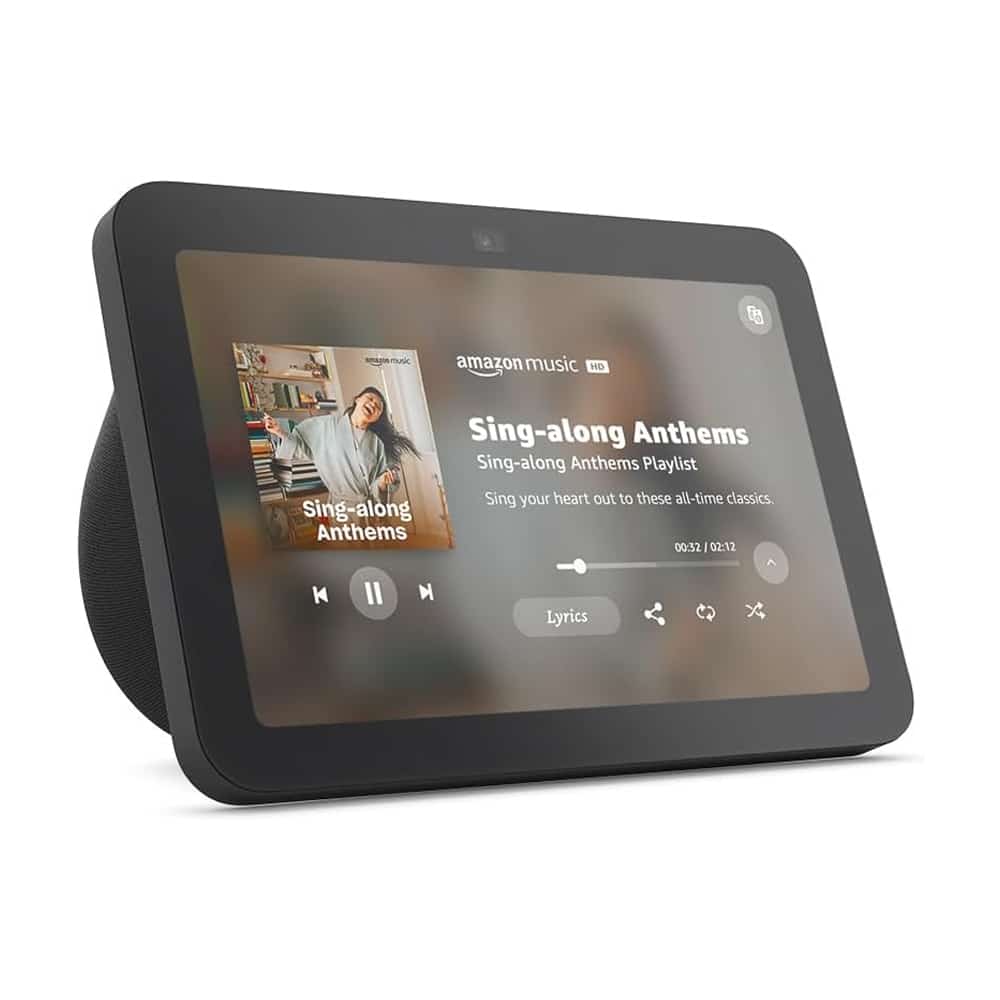 amazon music
Sing-along
Anthems
amazon music HD
Sing-along Anthems
Sing-along Anthems Playlist
Sing your heart out to these all-time classics.
00:32 / 02:12
Lyrics